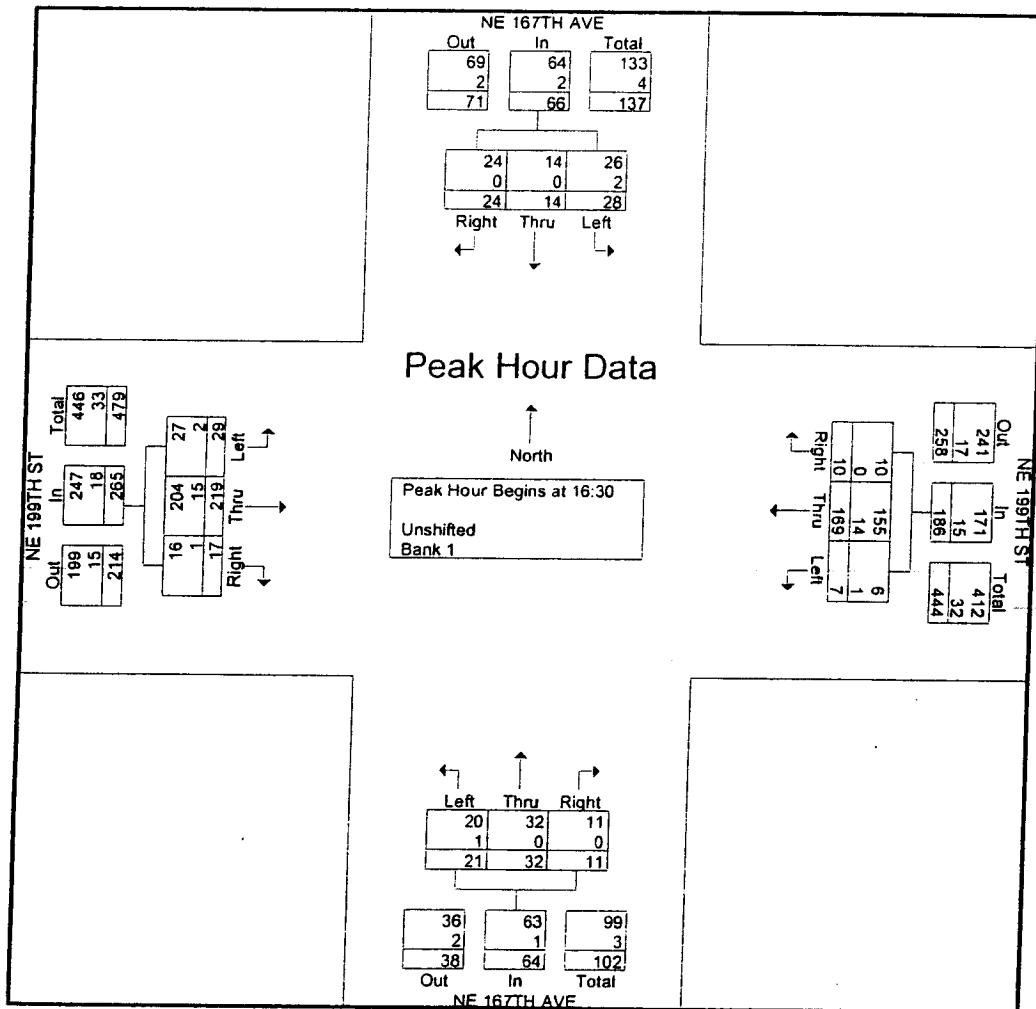 NE 167TH AVE
Out In Total
69 64 133
2 2 4
71 66 137
24 14 26
0 0 2
24 14 28
Right Thru Left
Peak Hour Data
North
Peak Hour Begins at 16:30
Unshifted
Bank 1
NE 199TH ST
Out In Total
199 247 446
15 18 33
214 265 479
16 204 27
1 15 2
17 219 29
Right Thru Left
NE 199TH ST
Out In Total
241 171 412
17 15 32
258 186 444
10 155 6
0 14 1
10 169 7
Right Thru Left
Left Thru Right
20 32 11
1 0 0
21 32 11
36 63 99
2 1 3
38 64 102
Out In Total
NE 167TH AVE